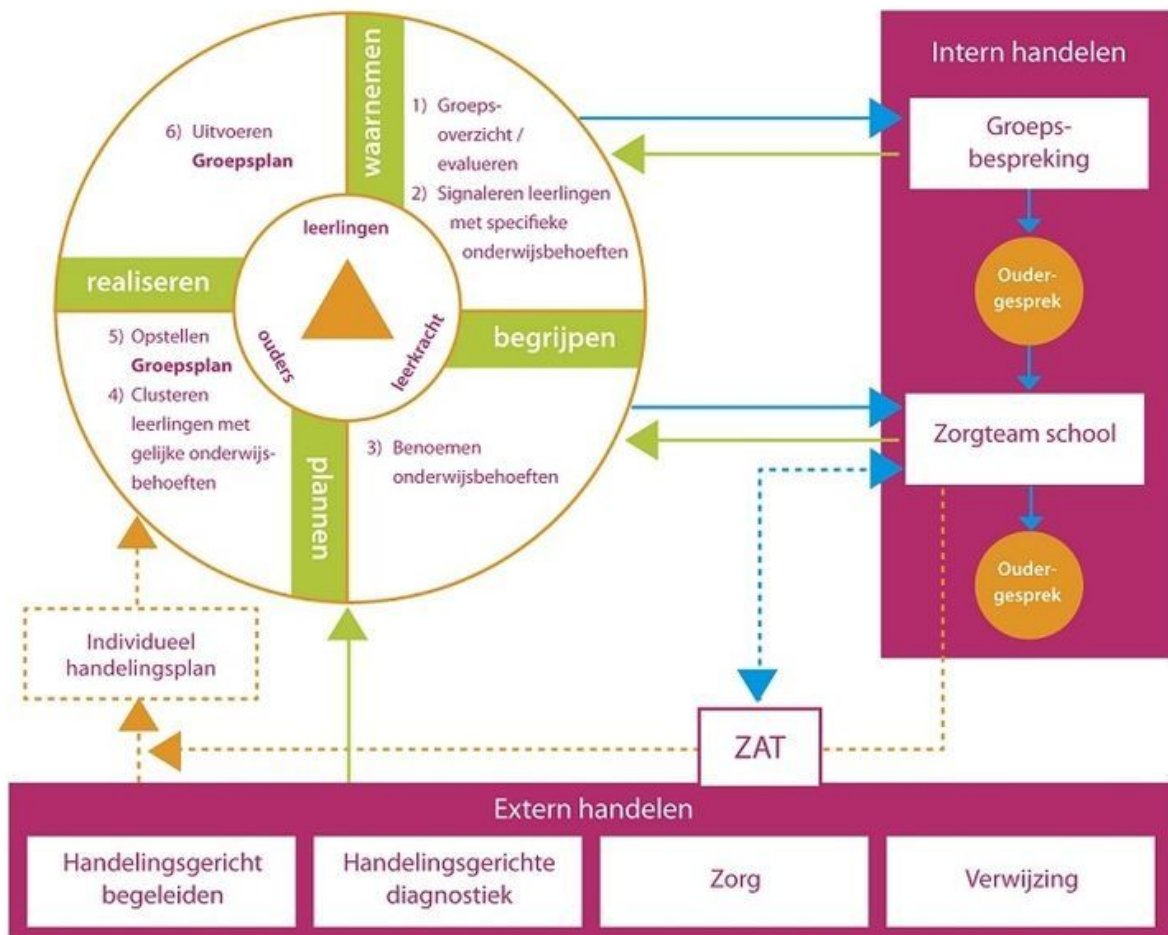 waarnemen
1) Groeps-
overzicht /
evalueren
2) Signaleren leerlingen
met specifieke
onderwijsbehoeften
begrijpen
3) Benoemen
onderwijsbehoeften
plannen
5) Opstellen
Groepsplan
4) Clusteren
leerlingen met
gelijke onderwijs-
behoeften
realiseren
6) Uitvoeren
Groepsplan
leerlingen
ouders
leerkracht
Intern handelen
Groeps-
bespreking
Ouder-
gesprek
Zorgteam school
Ouder-
gesprek
Individueel
handelingsplan
ZAT
Extern handelen
Handelingsgericht
begeleiden
Handelingsgerichte
diagnostiek
Zorg
Verwijzing